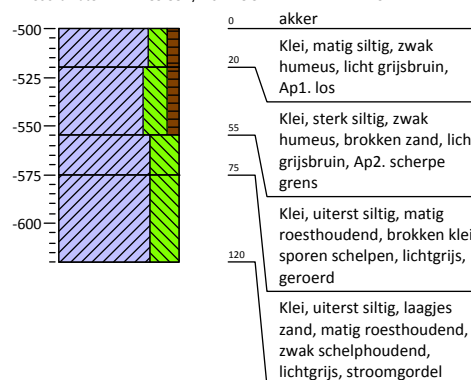 -500
-525
-550
-575
-600
0
akker
20
Klei, matig siltig, zwak
humeus, licht grijsbruin,
Ap1. los
55
Klei, sterk siltig, zwak
humeus, brokken zand, lich
grijsbruin, Ap2. scherpe
grens
75
Klei, uiterst siltig, matig
roesthoudend, brokken klei
sporen schelpen, lichtgrijs,
geroerd
120
Klei, uiterst siltig, laagjes
zand, matig roesthoudend,
zwak schelphoudend,
lichtgrijs, stroomgordel